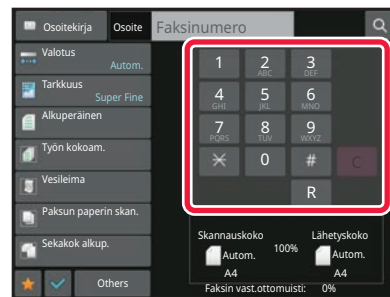 Osoitekirja Osoite Faksinumero
Valotus
Autom.
Tarkkuus
Super Fine
Alkuperäinen
Työn kokoam.
Vesileima
Paksun paperin skan.
Sekakok alkup.
Others
1 2 3
ABC DEF
4 5 6
GHI JKL MNO
7 8 9
PQRS TUV WXYZ
0 # C
R
Skannauskoko Lähetyskoko
Autom. 100% Autom.
A4 A4
Faksin vast.ottomuisti: 0%